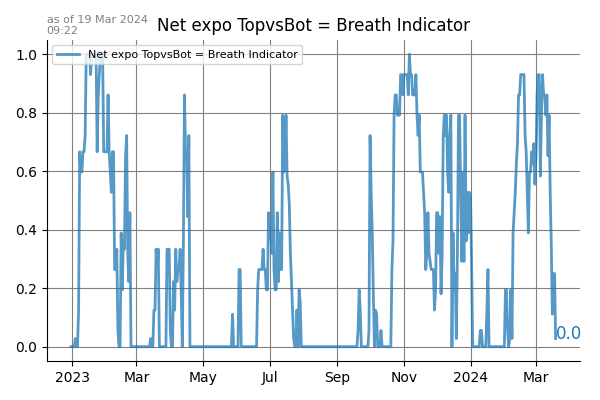 as of 19 Mar 2024
09:22
Net expo TopvsBot = Breath Indicator
Net expo TopvsBot = Breath Indicator
1.0
0.8
0.6
0.4
0.2
0.0
0.0
2023 Mar May Jul Sep Nov 2024 Mar